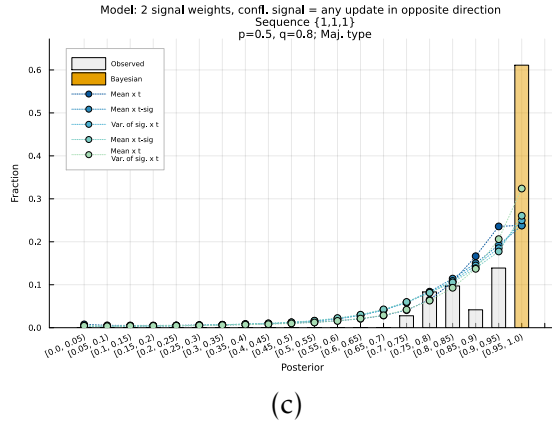 Model: 2 signal weights, confl. signal = any update in opposite direction
Sequence {1,1,1}
p=0.5, q=0.8; Maj. type
Observed
Bayesian
Mean x t
Mean x t-sig
Var. of sig. x t
Mean x t-sig
Mean x t
Var. of sig. x t
Fraction
0.6
0.5
0.4
0.3
0.2
0.1
0.0
[0.0, 0.05)
[0.05, 0.1)
[0.1, 0.15)
[0.15, 0.2)
[0.2, 0.25)
[0.25, 0.3)
[0.3, 0.35)
[0.35, 0.4)
[0.4, 0.45)
[0.45, 0.5)
[0.5, 0.55)
[0.55, 0.6)
[0.6, 0.65)
[0.65, 0.7)
[0.7, 0.75)
[0.75, 0.8)
[0.8, 0.85)
[0.85, 0.9)
[0.9, 0.95)
[0.95, 1.0)
Posterior
(c)